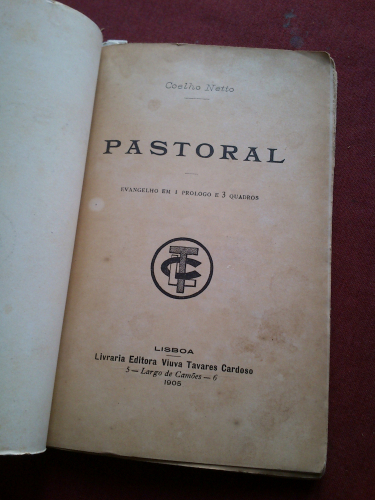 Coelho Netto
PASTORAL
EVANGELHO EM 1 PROLOGO E 3 QUADROS
LISBOA
Livraria Editora Viuva Tavares Cardoso
5 — Largo de Camões — 6
1905